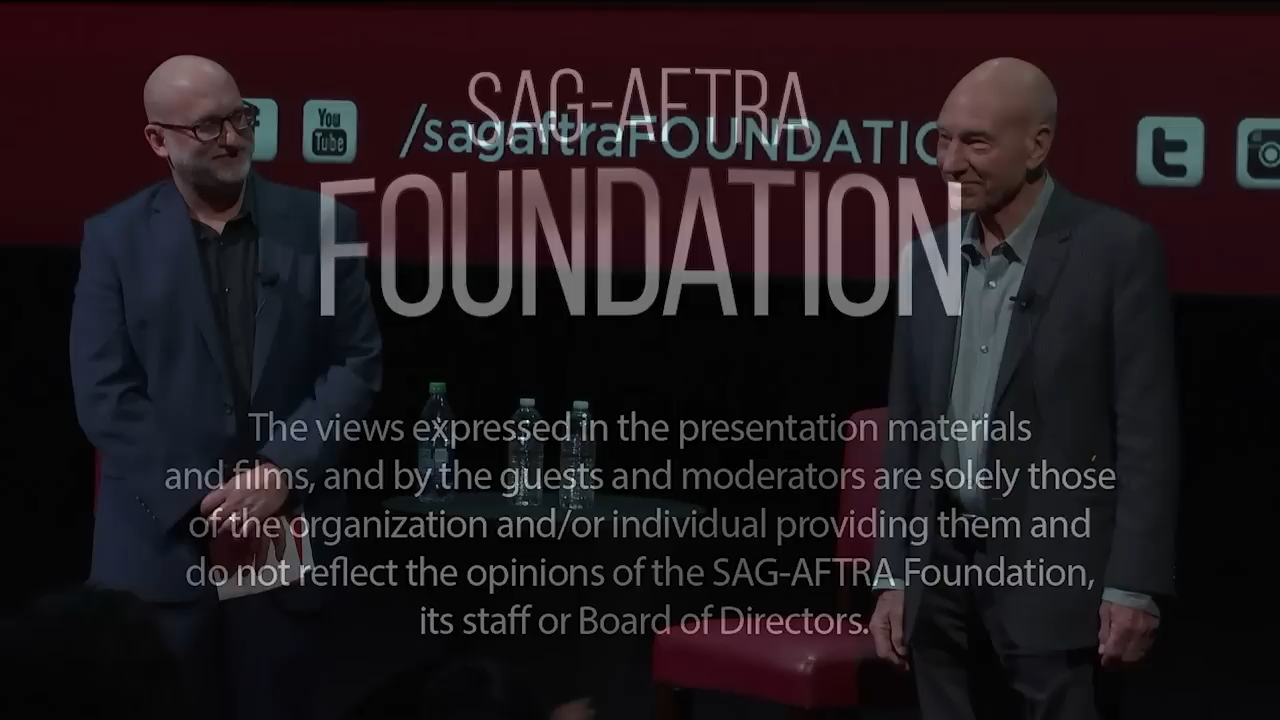 SAG-AFTRA
You
Tube
/sagaftraFOUNDATIO
FOUNDATION
The views expressed in the presentation materials
and films, and by the guests and moderators are solely those
of the organization and/or individual providing them and
do not reflect the opinions of the SAG-AFTRA Foundation,
its staff or Board of Directors.